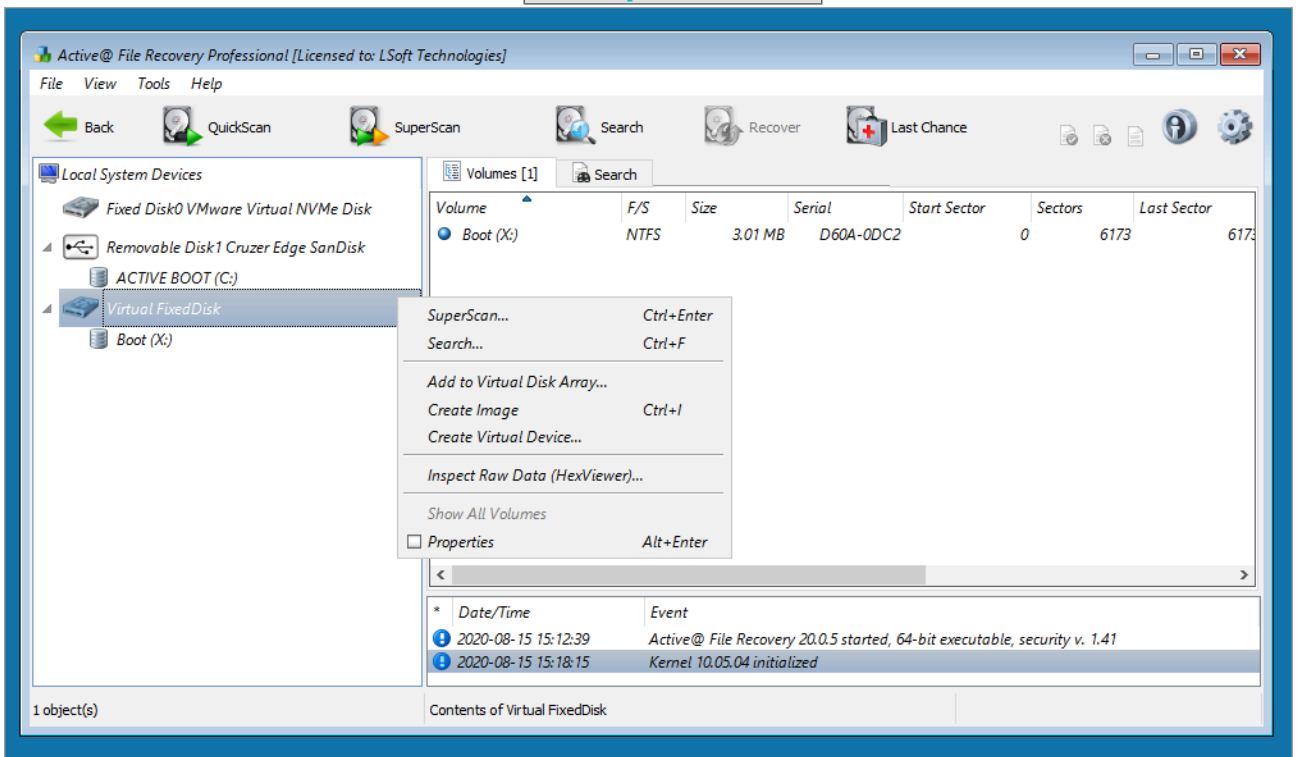 Active@ File Recovery Professional [Licensed to: LSoft Technologies]
File View Tools Help
Back QuickScan SuperScan Search Recover Last Chance
Local System Devices
Fixed Disk0 VMware Virtual NVMe Disk
Removable Disk1 Cruzer Edge SanDisk
ACTIVE BOOT (C:)
Virtual FixedDisk
Boot (X:)
Volumes [1] Search
Volume F/S Size Serial Start Sector Sectors Last Sector
Boot (X:) NTFS 3.01 MB D60A-0DC2 0 6173 6173
SuperScan... Ctrl+Enter
Search... Ctrl+F
Add to Virtual Disk Array...
Create Image Ctrl+I
Create Virtual Device...
Inspect Raw Data (HexViewer)...
Show All Volumes
Properties Alt+Enter
* Date/Time Event
2020-08-15 15:12:39 Active@ File Recovery 20.0.5 started, 64-bit executable, security v. 1.41
2020-08-15 15:18:15 Kernel 10.05.04 initialized
1 object(s) Contents of Virtual FixedDisk